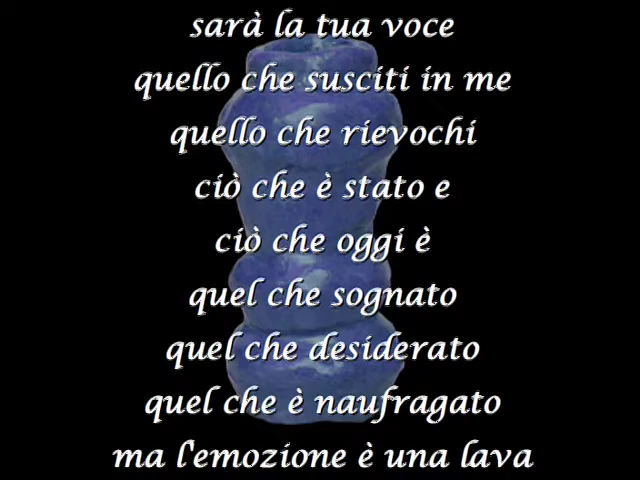 sarà la tua voce
quello che susciti in me
quello che rievochi
ciò che è stato e
ciò che oggi è
quel che sognato
quel che desiderato
quel che è naufragato
ma l'emozione è una lava